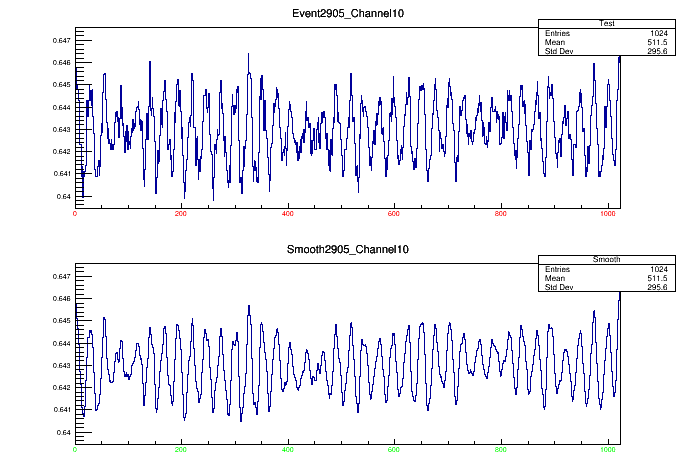 Event2905_Channel10
Test
Entries 1024
Mean 511.5
Std Dev 295.6
0.647
0.646
0.645
0.644
0.643
0.642
0.641
0.64
0 200 400 600 800 1000
Smooth2905_Channel10
Smooth
Entries 1024
Mean 511.5
Std Dev 295.6
0.647
0.646
0.645
0.644
0.643
0.642
0.641
0.64
0 200 400 600 800 1000